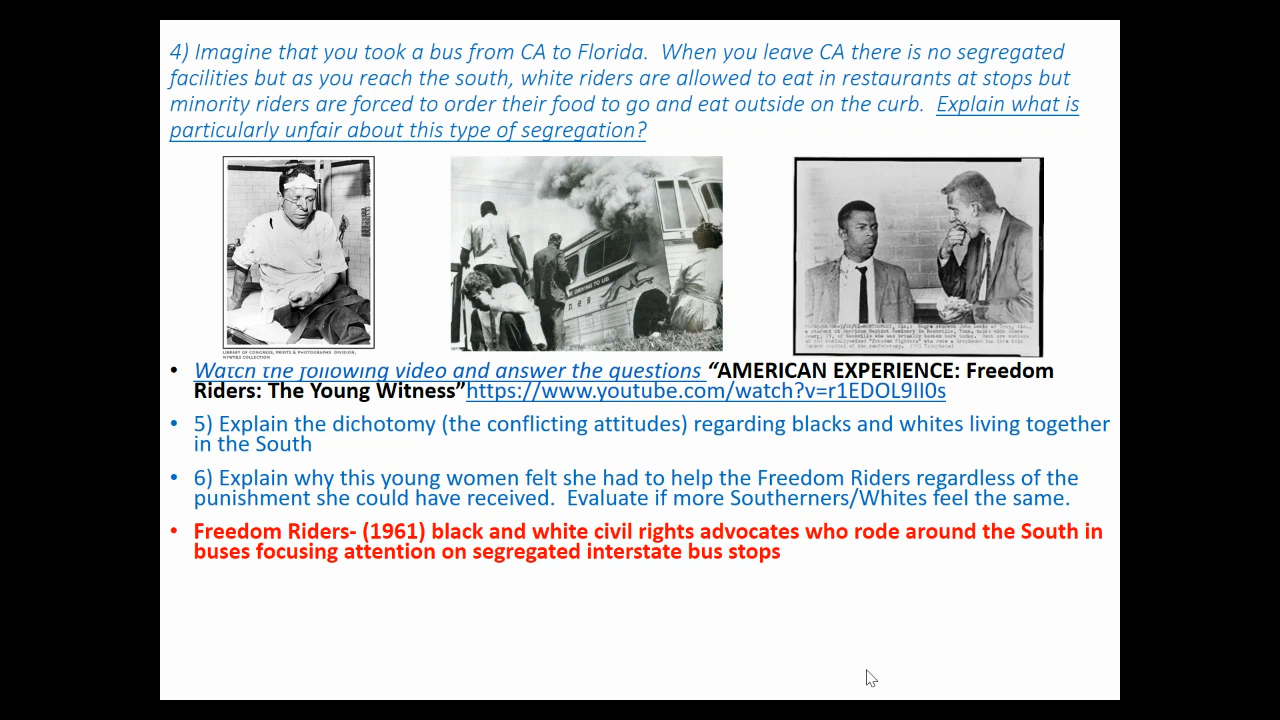 4) Imagine that you took a bus from CA to Florida.  When you leave CA there is no segregated
facilities but as you reach the south, white riders are allowed to eat in restaurants at stops but
minority riders are forced to order their food to go and eat outside on the curb.  Explain what is
particularly unfair about this type of segregation?
LIBRARY OF CONGRESS, PRINTS & PHOTOGRAPHS DIVISION,
NYWT&S COLLECTION
• Watch the following video and answer the questions “AMERICAN EXPERIENCE: Freedom
Riders: The Young Witness”https://www.youtube.com/watch?v=r1EDOL9Il0s
• 5) Explain the dichotomy (the conflicting attitudes) regarding blacks and whites living together
in the South
• 6) Explain why this young women felt she had to help the Freedom Riders regardless of the
punishment she could have received.  Evaluate if more Southerners/Whites feel the same.
• Freedom Riders- (1961) black and white civil rights advocates who rode around the South in
buses focusing attention on segregated interstate bus stops